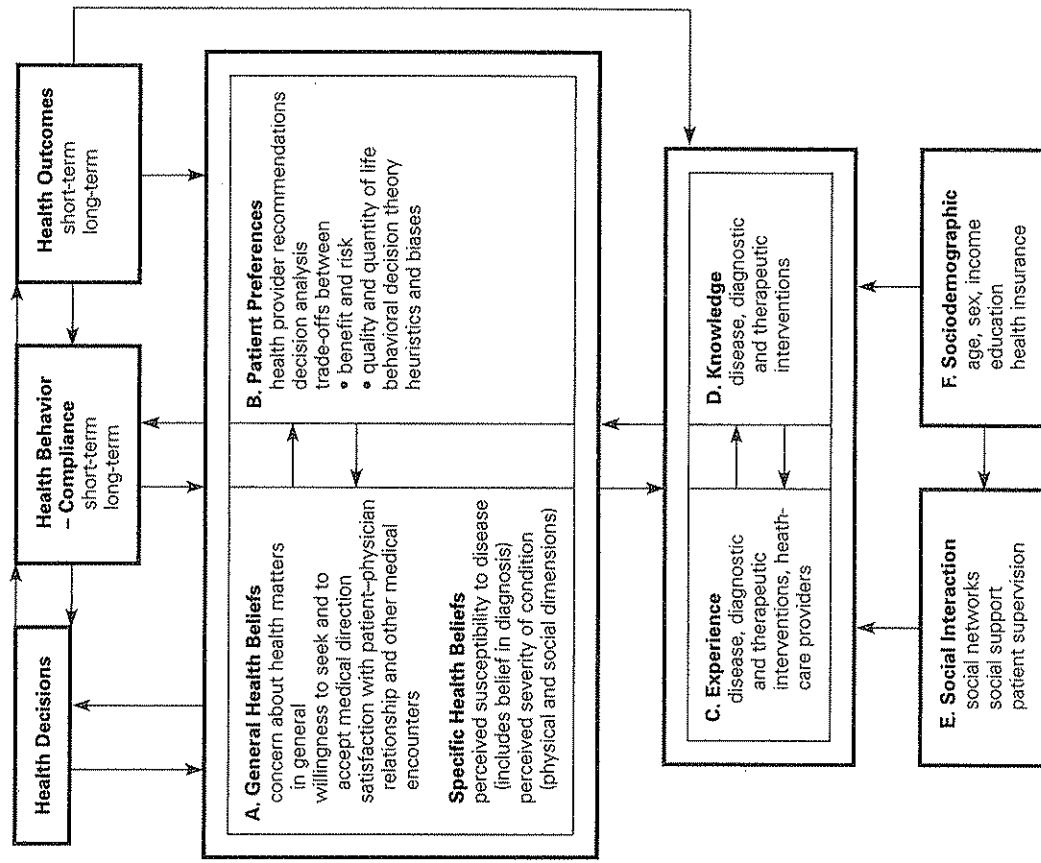 Health Decisions
Health Behavior
– Compliance
short-term
long-term
Health Outcomes
short-term
long-term
A. General Health Beliefs
concern about health matters
in general
willingness to seek and to
accept medical direction
satisfaction with patient–physician
relationship and other medical
encounters
Specific Health Beliefs
perceived susceptibility to disease
(includes belief in diagnosis)
perceived severity of condition
(physical and social dimensions)
B. Patient Preferences
health provider recommendations
decision analysis
trade-offs between
• benefit and risk
• quality and quantity of life
behavioral decision theory
heuristics and biases
C. Experience
disease, diagnostic
and therapeutic
interventions, heath-
care providers
D. Knowledge
disease, diagnostic
and therapeutic
interventions
E. Social Interaction
social networks
social support
patient supervision
F. Sociodemographic
age, sex, income
education
health insurance